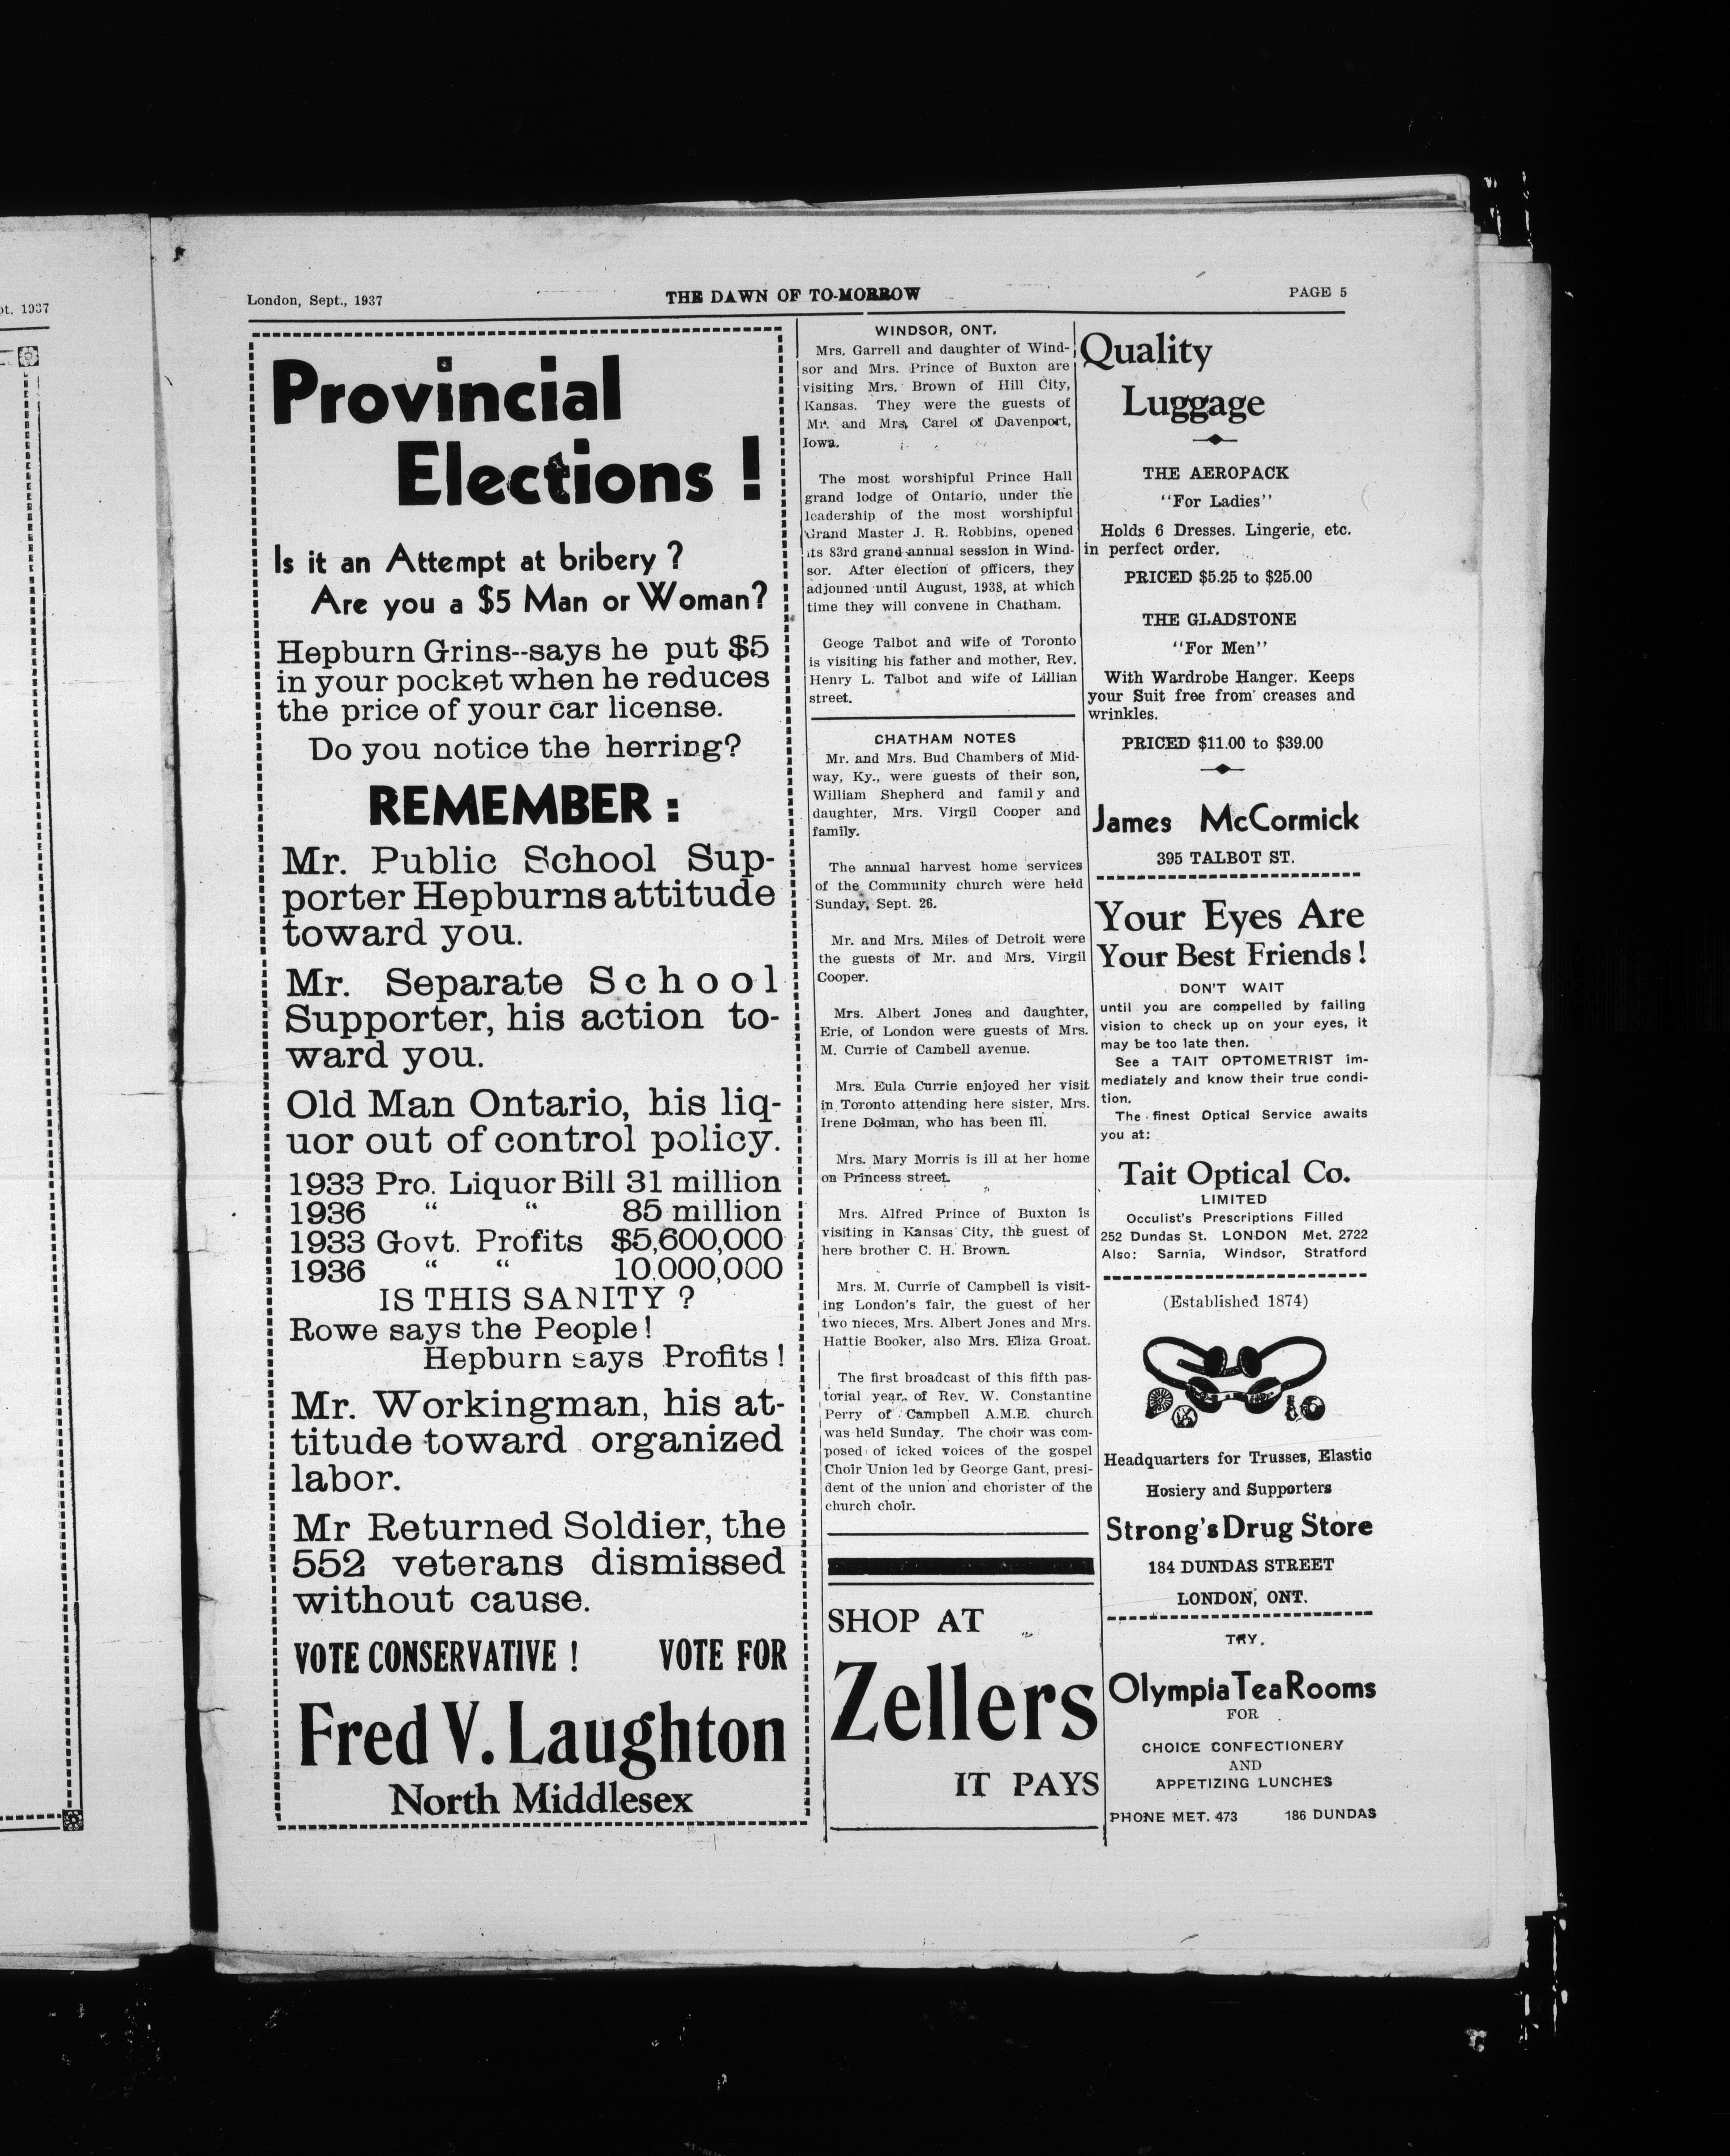 pt. 1937
London, Sept., 1937
THE DAWN OF TO-MORROW
PAGE 5
Provincial
Elections !
Is it an Attempt at bribery ?
Are you a $5 Man or Woman?
Hepburn Grins--says he put $5
in your pocket when he reduces
the price of your car license.
Do you notice the herring?
REMEMBER :
Mr. Public School Sup-
porter Hepburns attitude
toward you.
Mr. Separate School
Supporter, his action to-
ward you.
Old Man Ontario, his liq-
uor out of control policy.
1933 Pro. Liquor Bill 31 million
1936 " " 85 million
1933 Govt. Profits $5,600,000
1936 " " 10,000,000
IS THIS SANITY ?
Rowe says the People !
Hepburn says Profits !
Mr. Workingman, his at-
titude toward organized
labor.
Mr Returned Soldier, the
552 veterans dismissed
without cause.
VOTE CONSERVATIVE ! VOTE FOR
Fred V. Laughton
North Middlesex
WINDSOR, ONT.
Mrs. Garrell and daughter of Wind-
sor and Mrs. Prince of Buxton are
visiting Mrs. Brown of Hill City,
Kansas. They were the guests of
Mr. and Mrs. Carel of Davenport,
Iowa.
The most worshipful Prince Hall
grand lodge of Ontario, under the
leadership of the most worshipful
Grand Master J. R. Robbins, opened
its 83rd grand annual session in Wind-
sor. After election of officers, they
adjouned until August, 1938, at which
time they will convene in Chatham.
Geoge Talbot and wife of Toronto
is visiting his father and mother, Rev.
Henry L. Talbot and wife of Lillian
street.
CHATHAM NOTES
Mr. and Mrs. Bud Chambers of Mid-
way, Ky., were guests of their son,
William Shepherd and family and
daughter, Mrs. Virgil Cooper and
family.
The annual harvest home services
of the Community church were held
Sunday, Sept. 26.
Mr. and Mrs. Miles of Detroit were
the guests of Mr. and Mrs. Virgil
Cooper.
Mrs. Albert Jones and daughter,
Erie, of London were guests of Mrs.
M. Currie of Cambell avenue.
Mrs. Eula Currie enjoyed her visit
in Toronto attending here sister, Mrs.
Irene Dolman, who has been ill.
Mrs. Mary Morris is ill at her home
on Princess street.
Mrs. Alfred Prince of Buxton is
visiting in Kansas City, the guest of
here brother C. H. Brown.
Mrs. M. Currie of Campbell is visit-
ing London's fair, the guest of her
two nieces, Mrs. Albert Jones and Mrs.
Hattie Booker, also Mrs. Eliza Groat.
The first broadcast of this fifth pas-
torial year of Rev. W. Constantine
Perry of Campbell A.M.E. church
was held Sunday. The choir was com-
posed of icked voices of the gospel
Choir Union led by George Gant, presi-
dent of the union and chorister of the
church choir.
SHOP AT
Zellers
IT PAYS
Quality
Luggage
THE AEROPACK
"For Ladies"
Holds 6 Dresses. Lingerie, etc.
in perfect order.
PRICED $5.25 to $25.00
THE GLADSTONE
"For Men"
With Wardrobe Hanger. Keeps
your Suit free from creases and
wrinkles.
PRICED $11.00 to $39.00
James McCormick
395 TALBOT ST.
Your Eyes Are
Your Best Friends !
DON'T WAIT
until you are compelled by failing
vision to check up on your eyes, it
may be too late then.
See a TAIT OPTOMETRIST im-
mediately and know their true condi-
tion.
The finest Optical Service awaits
you at:
Tait Optical Co.
LIMITED
Occulist's Prescriptions Filled
252 Dundas St. LONDON Met. 2722
Also: Sarnia, Windsor, Stratford
(Established 1874)
Headquarters for Trusses, Elastic
Hosiery and Supporters
Strong's Drug Store
184 DUNDAS STREET
LONDON, ONT.
TRY
Olympia Tea Rooms
FOR
CHOICE CONFECTIONERY
AND
APPETIZING LUNCHES
PHONE MET. 473 186 DUNDAS